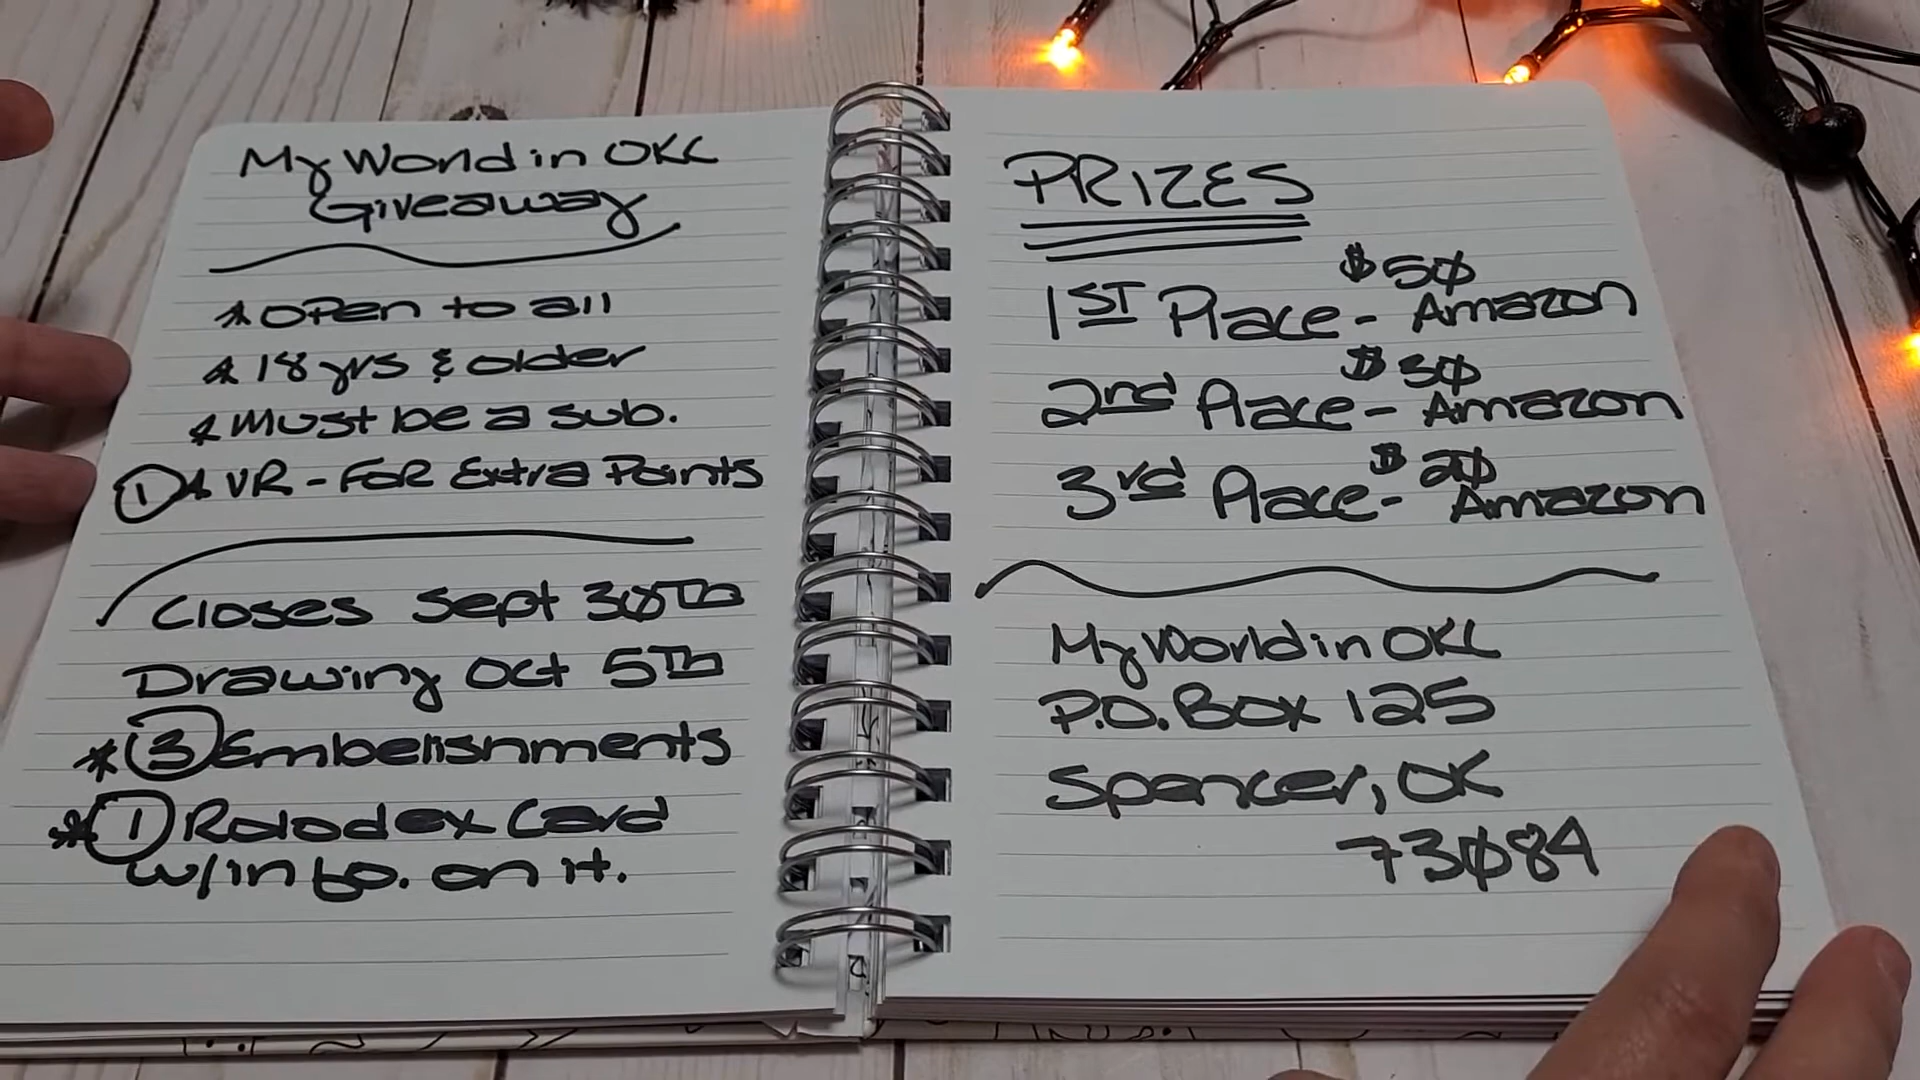 My World in OKC
Giveaway
* Open to all
* 18 yrs & older
* Must be a sub.
① * VR - FOR Extra Points
Closes Sept 30Th
Drawing Oct 5Th
* ③ Embelishments
* ① Rolodex Card
w/info. on it.
PRIZES
$50
1ST Place - Amazon
$30
2nd Place - Amazon
$20
3rd Place - Amazon
My World in OKC
P.O. Box 125
Spencer, OK
73084